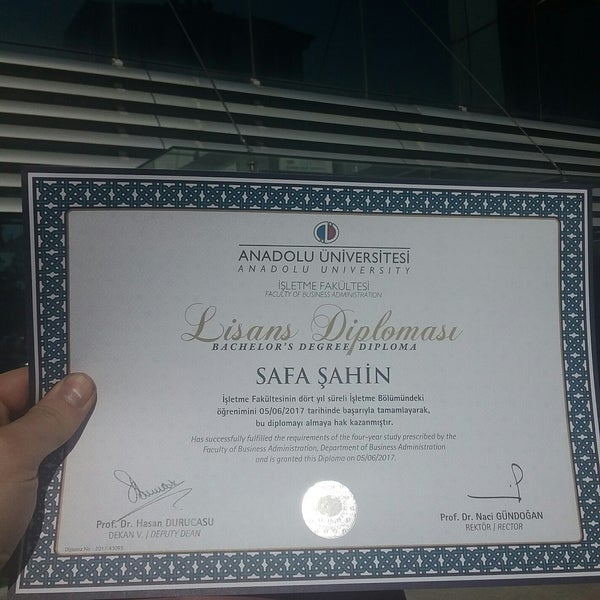 ANADOLU ÜNİVERSİTESİ
ANADOLU UNIVERSITY
İŞLETME FAKÜLTESİ
FACULTY OF BUSINESS ADMINISTRATION
Lisans Diploması
BACHELOR'S DEGREE DIPLOMA
SAFA ŞAHİN
İşletme Fakültesinin dört yıl süreli İşletme Bölümündeki
öğrenimini 05/06/2017 tarihinde başarıyla tamamlayarak,
bu diplomayı almaya hak kazanmıştır.
Has successfully fulfilled the requirements of the four-year study prescribed by the
Faculty of Business Administration, Department of Business Administration
and is granted this Diploma on 05/06/2017.
Prof. Dr. Hasan DURUCASU
DEKAN V. / DEPUTY DEAN
Prof. Dr. Naci GÜNDOĞAN
REKTÖR / RECTOR
Diploma No :